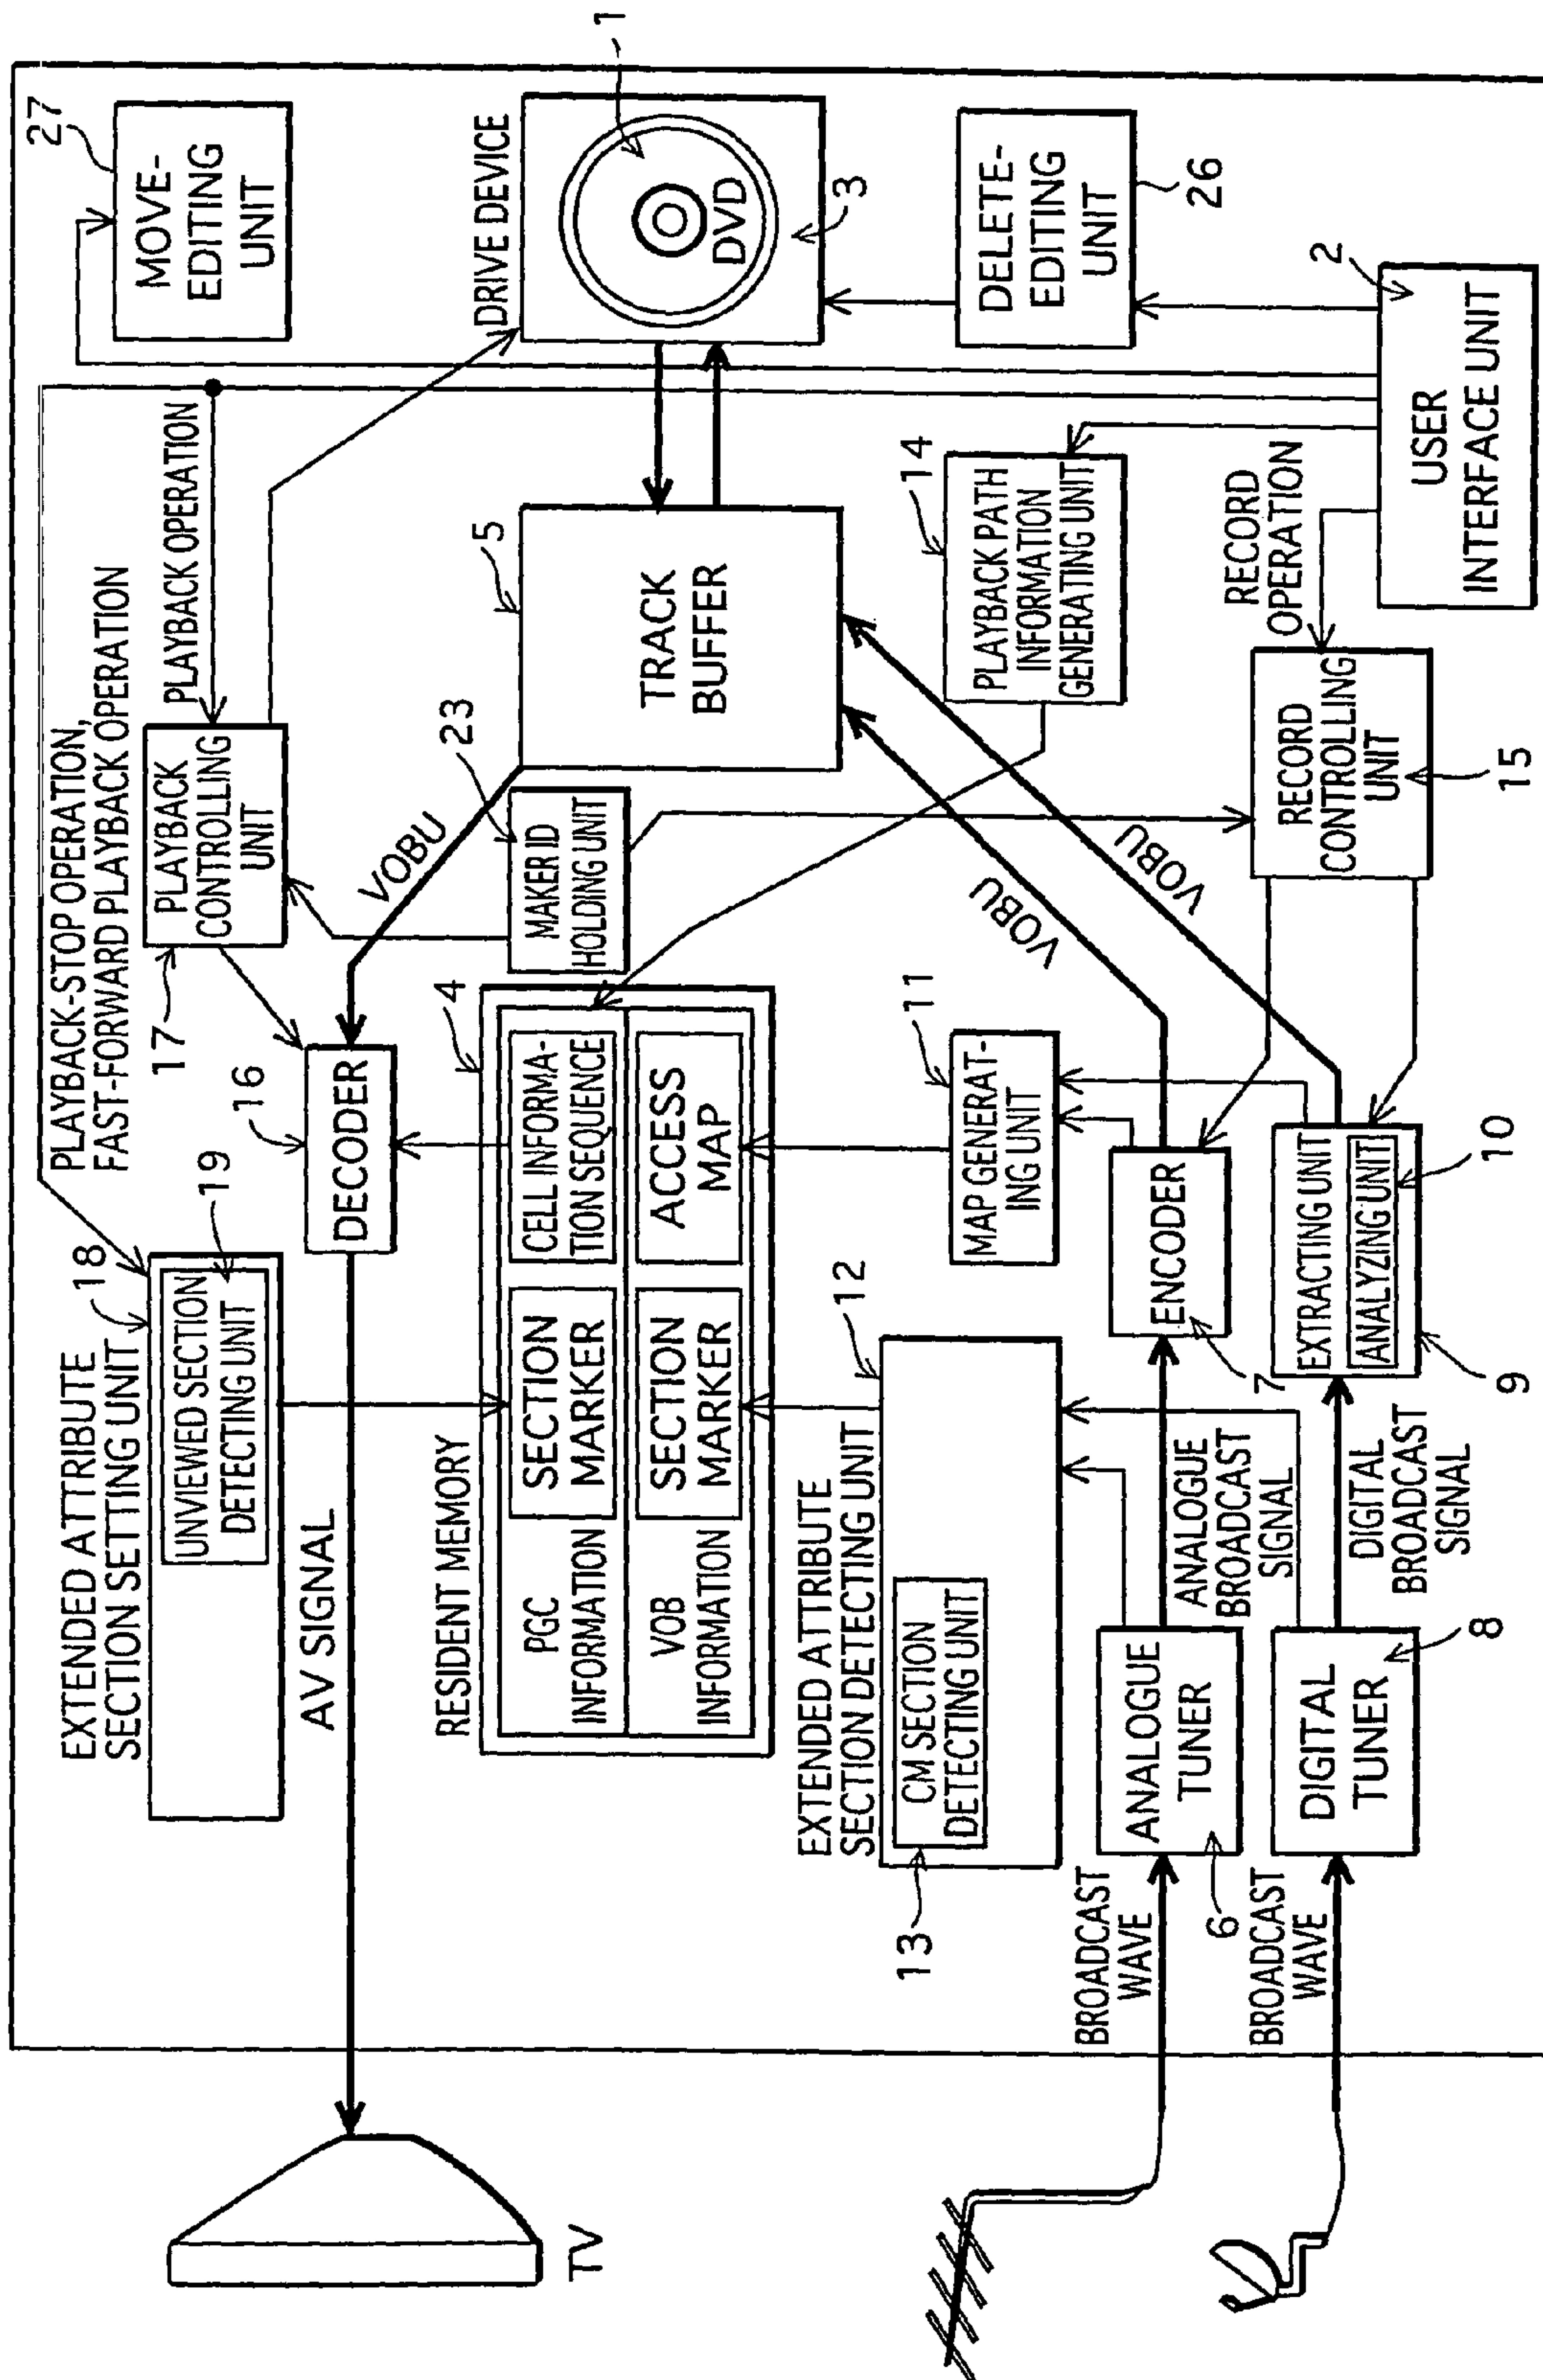 EXTENDED ATTRIBUTE
SECTION SETTING UNIT
18
UNVIEWED SECTION
DETECTING UNIT
19
PLAYBACK-STOP OPERATION,
FAST-FORWARD PLAYBACK OPERATION
PLAYBACK OPERATION
17
PLAYBACK
CONTROLLING
UNIT
27
MOVE-
EDITING
UNIT
TV
AV SIGNAL
16
DECODER
VOBU
RESIDENT MEMORY
4
PGC
INFORMATION
SECTION
MARKER
CELL INFORMA-
TION SEQUENCE
VOB
INFORMATION
SECTION
MARKER
ACCESS
MAP
23
MAKER ID
HOLDING UNIT
5
TRACK
BUFFER
DRIVE DEVICE
1
DVD
3
EXTENDED ATTRIBUTE
SECTION DETECTING UNIT
12
13
CM SECTION
DETECTING UNIT
11
MAP GENERAT-
ING UNIT
VOBU
VOBU
14
PLAYBACK PATH
INFORMATION
GENERATING UNIT
DELETE-
EDITING
UNIT
26
BROADCAST
WAVE
ANALOGUE
TUNER
6
ANALOGUE
BROADCAST
SIGNAL
ENCODER
7
BROADCAST
WAVE
DIGITAL
TUNER
8
DIGITAL
BROADCAST
SIGNAL
EXTRACTING UNIT
ANALYZING UNIT
9
10
RECORD
CONTROLLING
UNIT
15
RECORD
OPERATION
2
USER
INTERFACE UNIT